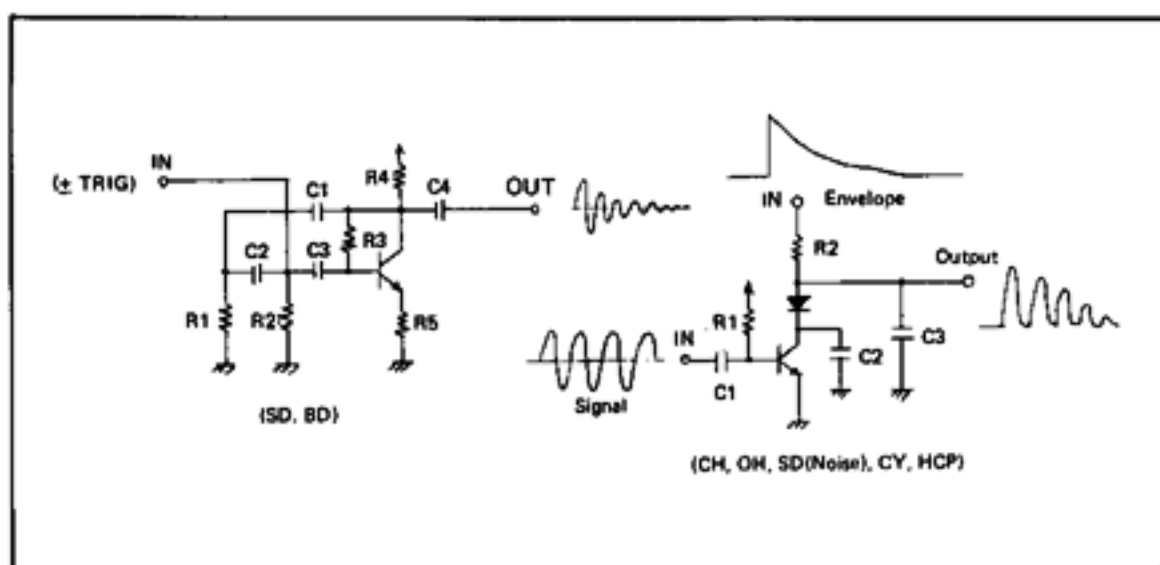 (± TRIG)
IN
C1
R4
C4
OUT
R3
C2
C3
R1
R2
R5
(SD, BD)
IN
Envelope
R2
Output
R1
IN
C1
C2
C3
Signal
(CH, OH, SD(Noise), CY, HCP)